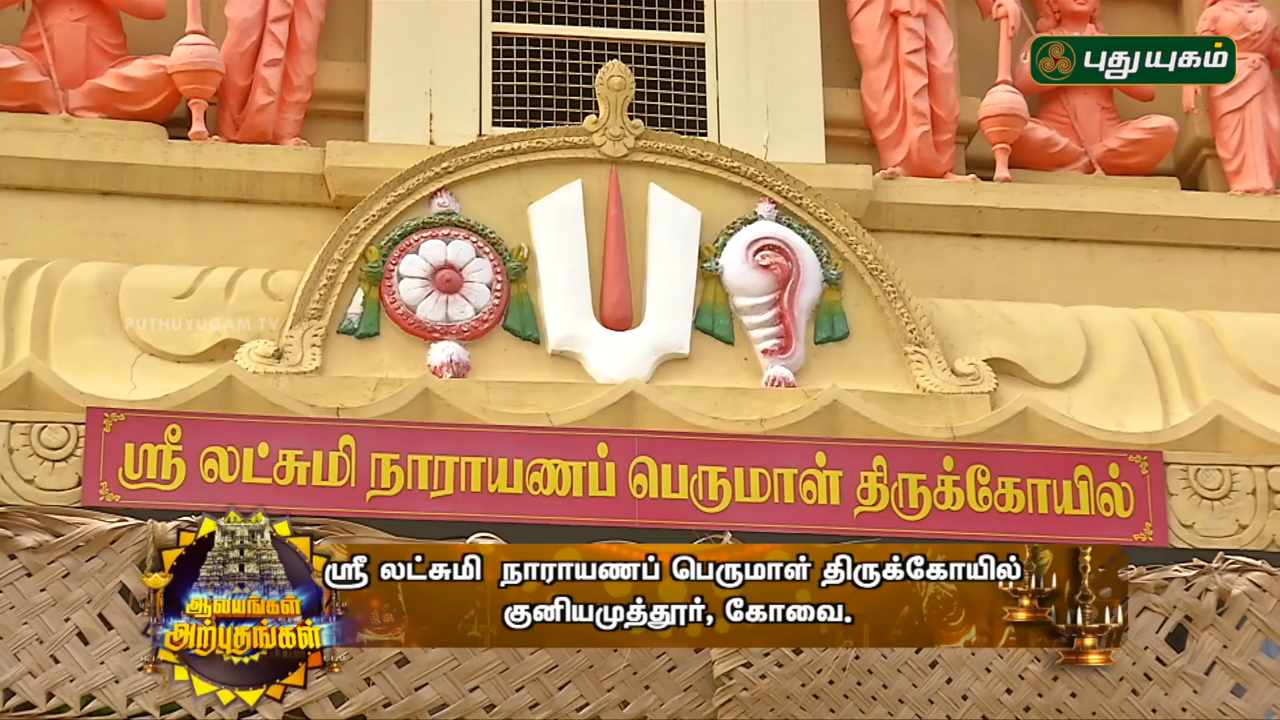 புதுயுகம்
PUTHUYUGAM TV
ஸ்ரீ லட்சுமி நாராயணப் பெருமாள் திருக்கோயில்
ஆலயங்கள்
அற்புதங்கள்
ஸ்ரீ லட்சுமி நாராயணப் பெருமாள் திருக்கோயில்
குனியமுத்தூர், கோவை.